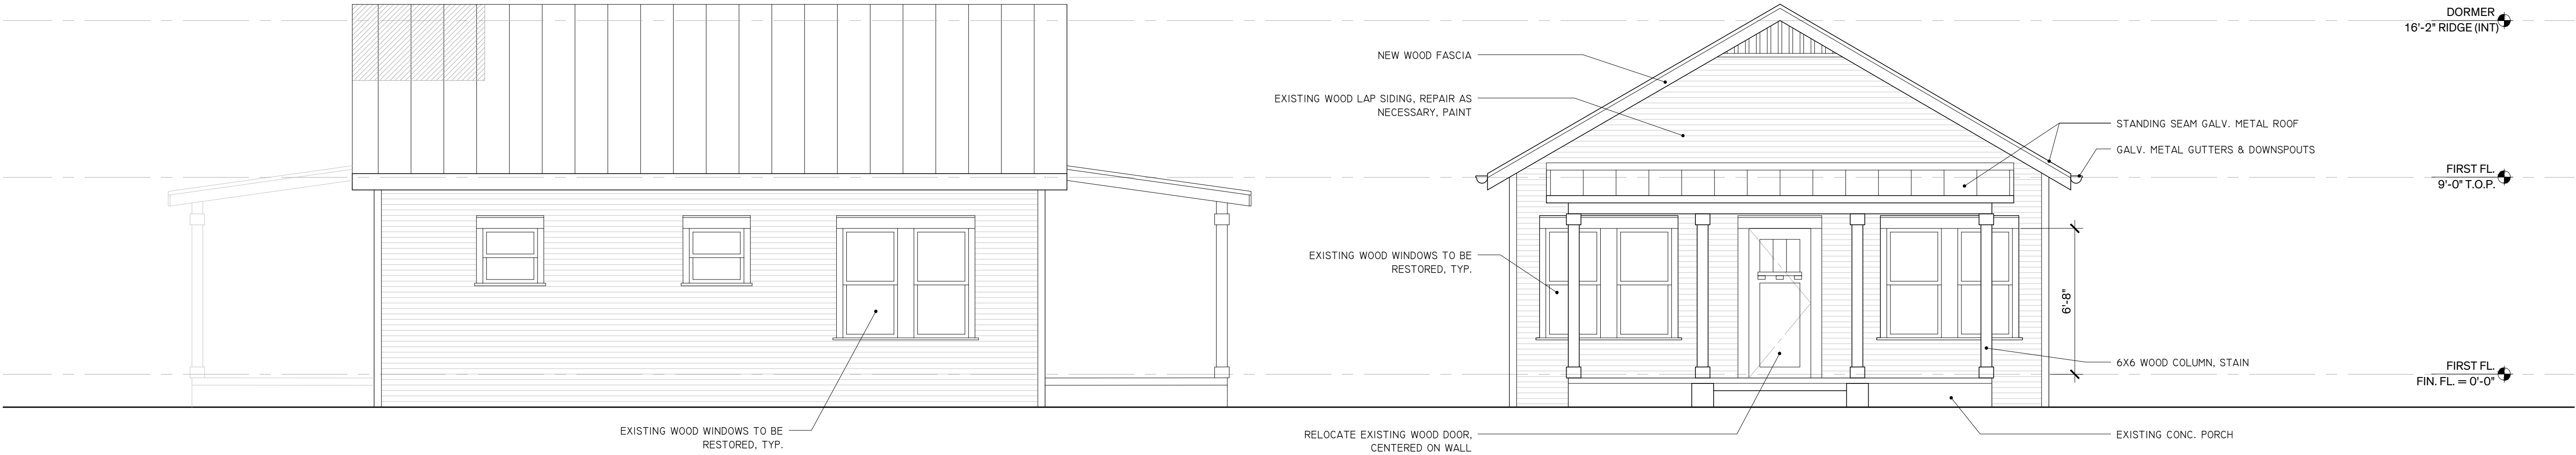 DORMER
16'-2" RIDGE (INT)
NEW WOOD FASCIA
EXISTING WOOD LAP SIDING, REPAIR AS
NECESSARY, PAINT
STANDING SEAM GALV. METAL ROOF
GALV. METAL GUTTERS & DOWNSPOUTS
FIRST FL.
9'-0" T.O.P.
EXISTING WOOD WINDOWS TO BE
RESTORED, TYP.
6'-8"
6X6 WOOD COLUMN, STAIN
FIRST FL.
FIN. FL. = 0'-0"
EXISTING WOOD WINDOWS TO BE
RESTORED, TYP.
RELOCATE EXISTING WOOD DOOR,
CENTERED ON WALL
EXISTING CONC. PORCH